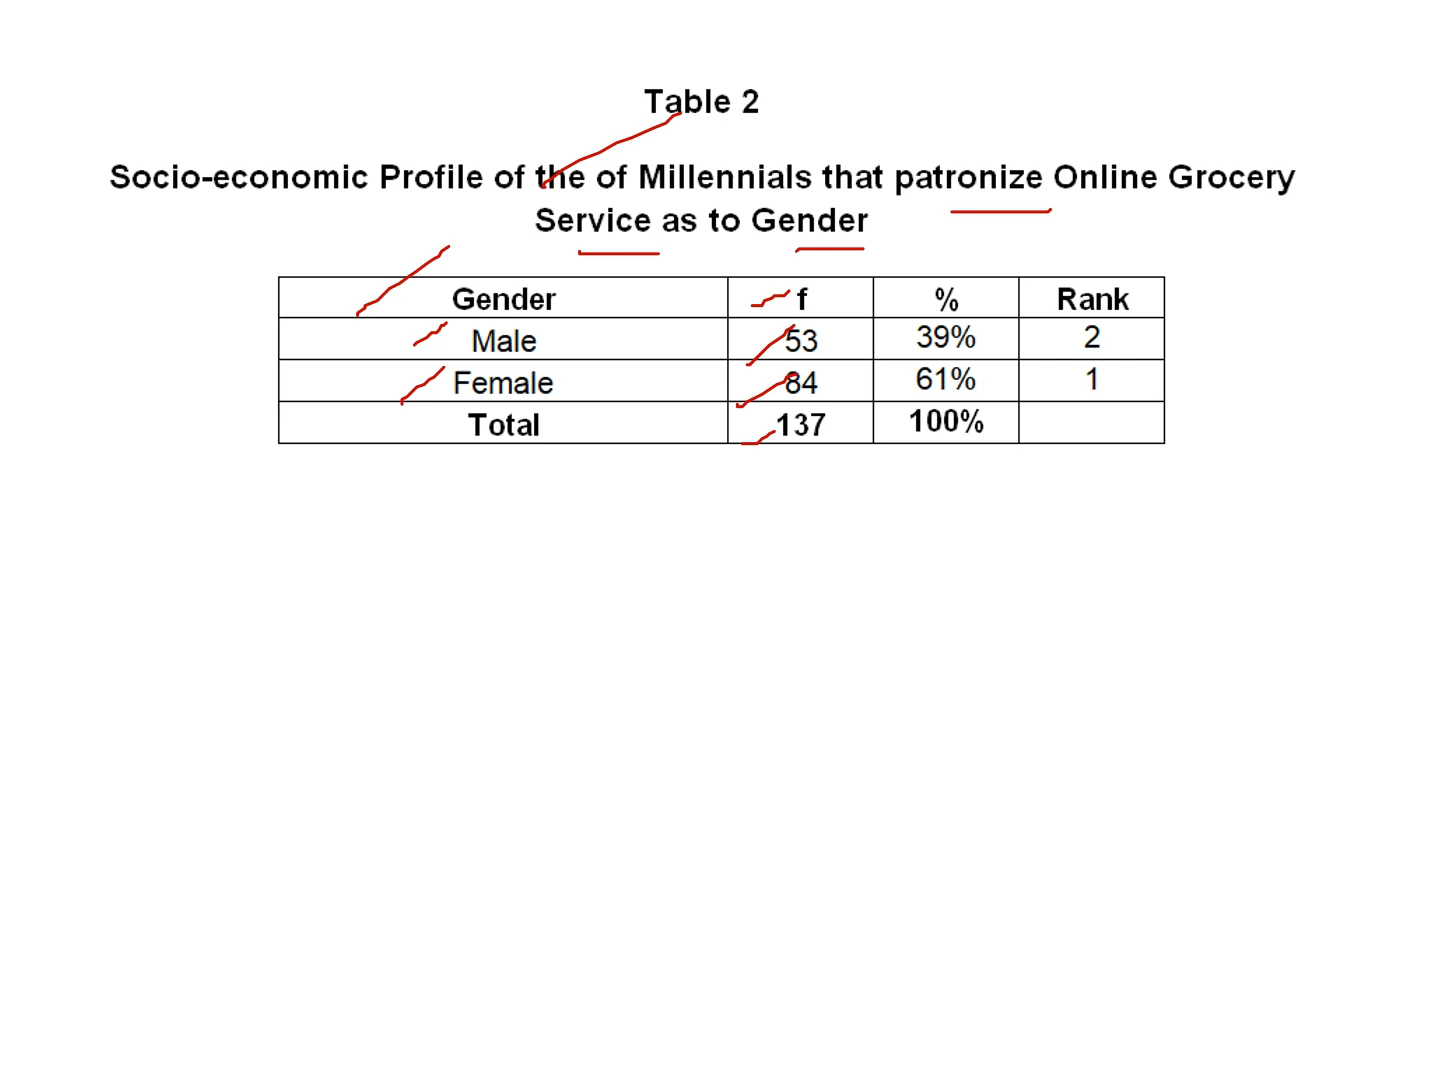 Table 2
Socio-economic Profile of the of Millennials that patronize Online Grocery
Service as to Gender
Gender f % Rank
Male 53 39% 2
Female 84 61% 1
Total 137 100%